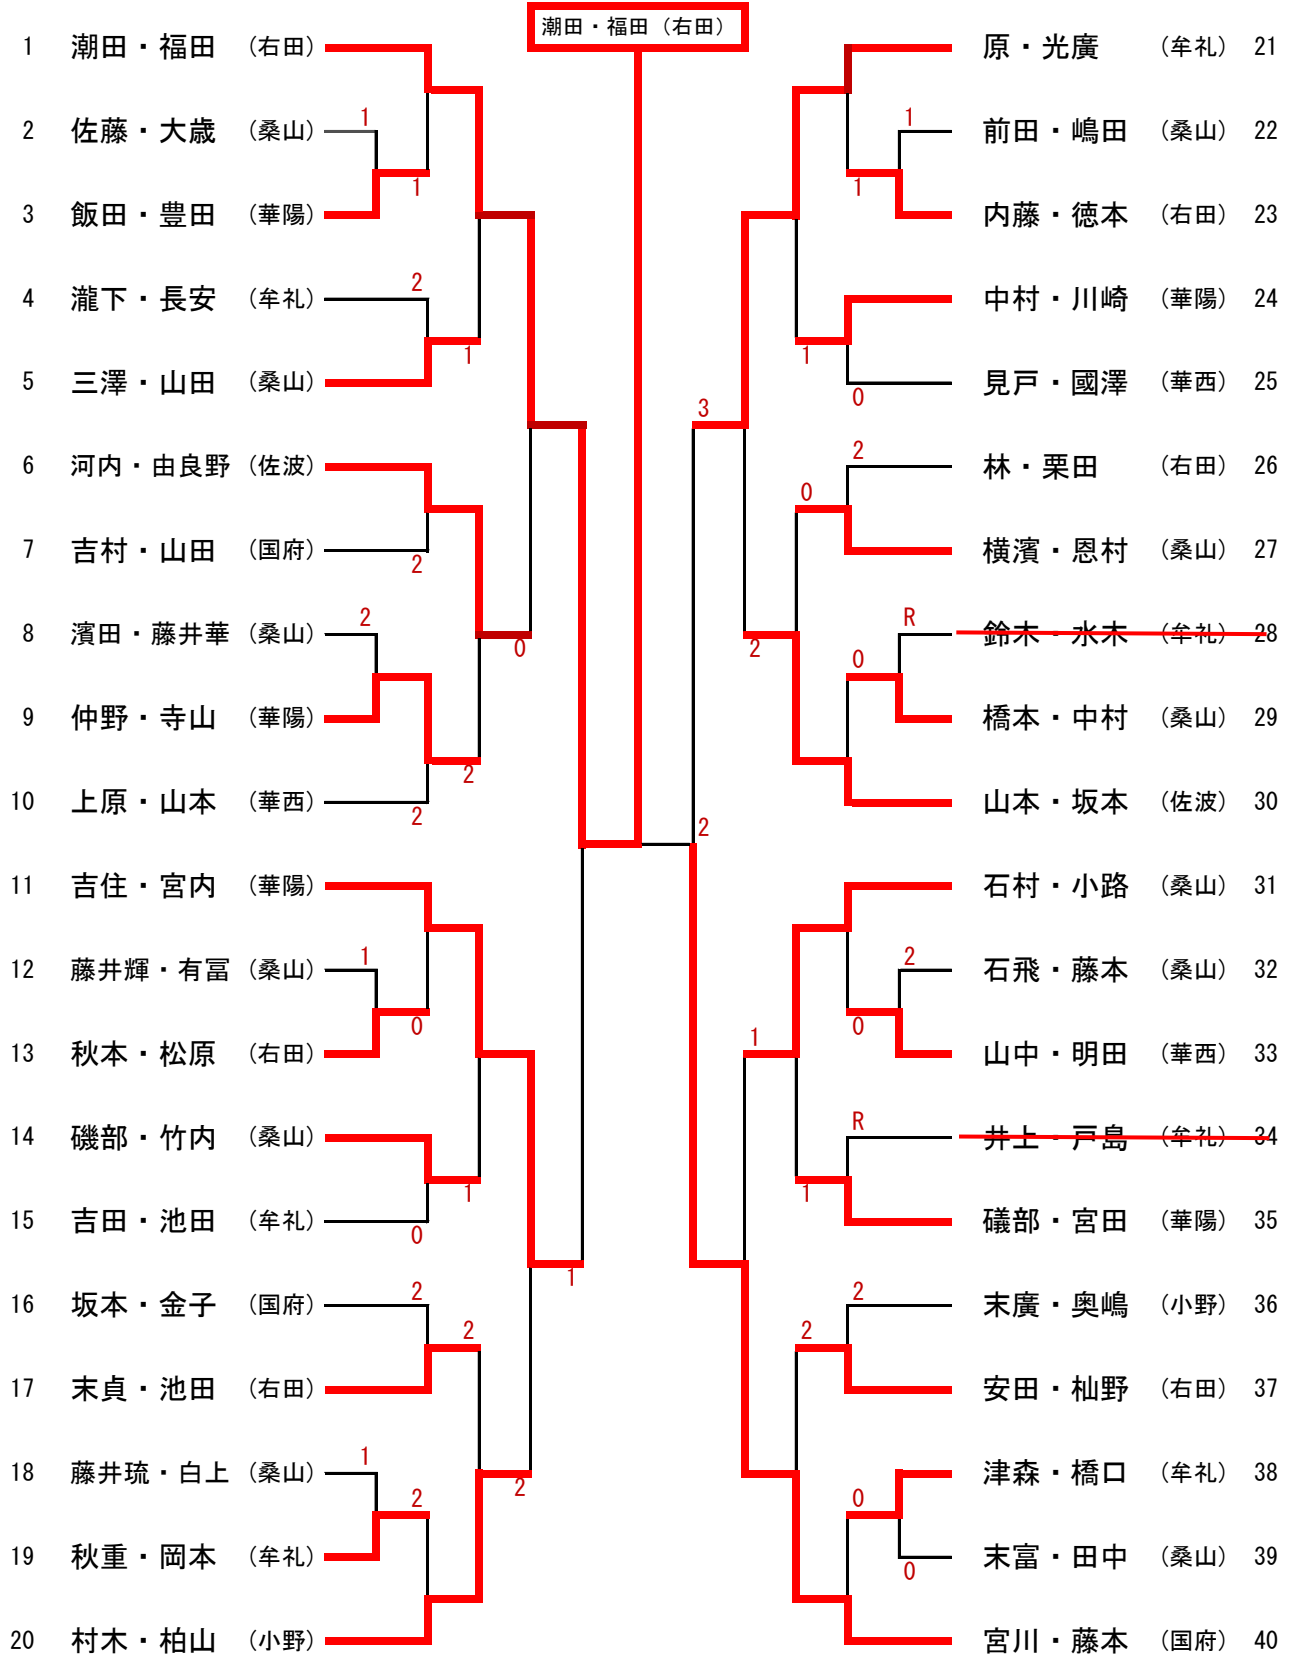 潮田・福田（右田）
1 潮田・福田（右田）
2 佐藤・大歳（桑山） 1
1
3 飯田・豊田（華陽）
4 瀧下・長安（牟礼） 2
1
5 三澤・山田（桑山）
6 河内・由良野（佐波）
7 吉村・山田（国府） 2
8 濱田・藤井華（桑山） 2
0
9 仲野・寺山（華陽）
2
10 上原・山本（華西） 2
11 吉住・宮内（華陽）
12 藤井輝・有冨（桑山） 1
0
13 秋本・松原（右田）
14 磯部・竹内（桑山）
1
15 吉田・池田（牟礼） 0
1
16 坂本・金子（国府） 2
2
17 末貞・池田（右田）
18 藤井琉・白上（桑山） 1
2
2
19 秋重・岡本（牟礼）
20 村木・柏山（小野）
原・光廣（牟礼） 21
1 前田・嶋田（桑山） 22
1
内藤・徳本（右田） 23
中村・川崎（華陽） 24
1
見戸・國澤（華西） 25
0
3
2 林・栗田（右田） 26
0
横濱・恩村（桑山） 27
R 鈴木・水木（牟礼） 28
2
0
橋本・中村（桑山） 29
山本・坂本（佐波） 30
2
石村・小路（桑山） 31
2 石飛・藤本（桑山） 32
0
1
山中・明田（華西） 33
R 井上・戸島（牟礼） 34
1
礒部・宮田（華陽） 35
2 末廣・奥嶋（小野） 36
2
安田・杣野（右田） 37
津森・橋口（牟礼） 38
0
末富・田中（桑山） 39
0
宮川・藤本（国府） 40